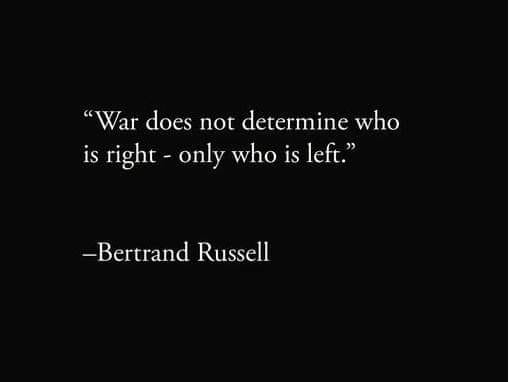 “War does not determine who
is right - only who is left.”
–Bertrand Russell